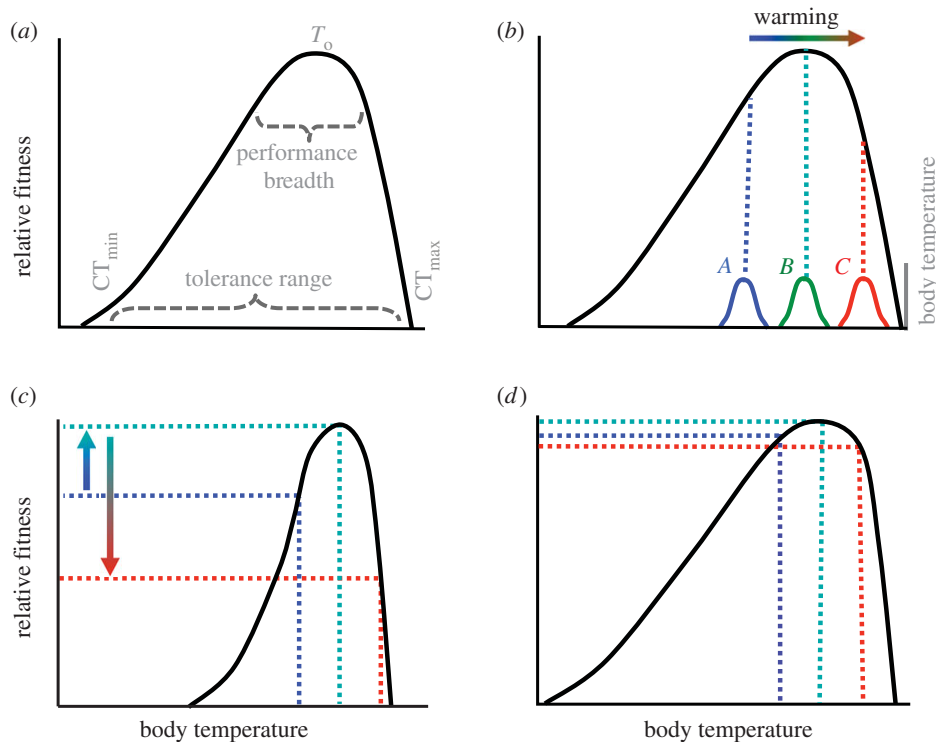 (a)
T_o
relative fitness
performance
breadth
CT_min
tolerance range
CT_max
(b)
warming
A
B
C
body temperature
(c)
relative fitness
body temperature
(d)
body temperature